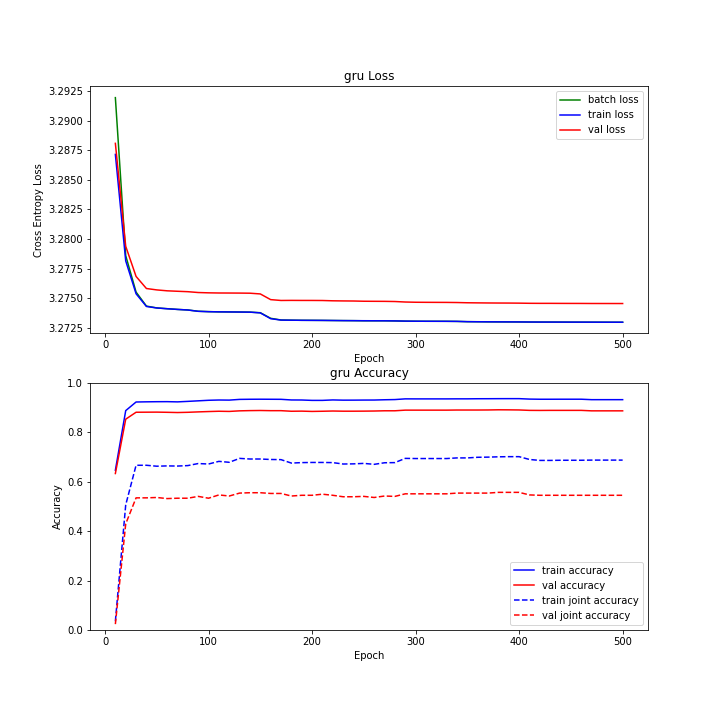 gru Loss
3.2925
3.2900
3.2875
3.2850
3.2825
3.2800
3.2775
3.2750
3.2725
Cross Entropy Loss
batch loss
train loss
val loss
0 100 200 300 400 500
Epoch
gru Accuracy
1.0
0.8
0.6
0.4
0.2
0.0
Accuracy
train accuracy
val accuracy
train joint accuracy
val joint accuracy
0 100 200 300 400 500
Epoch